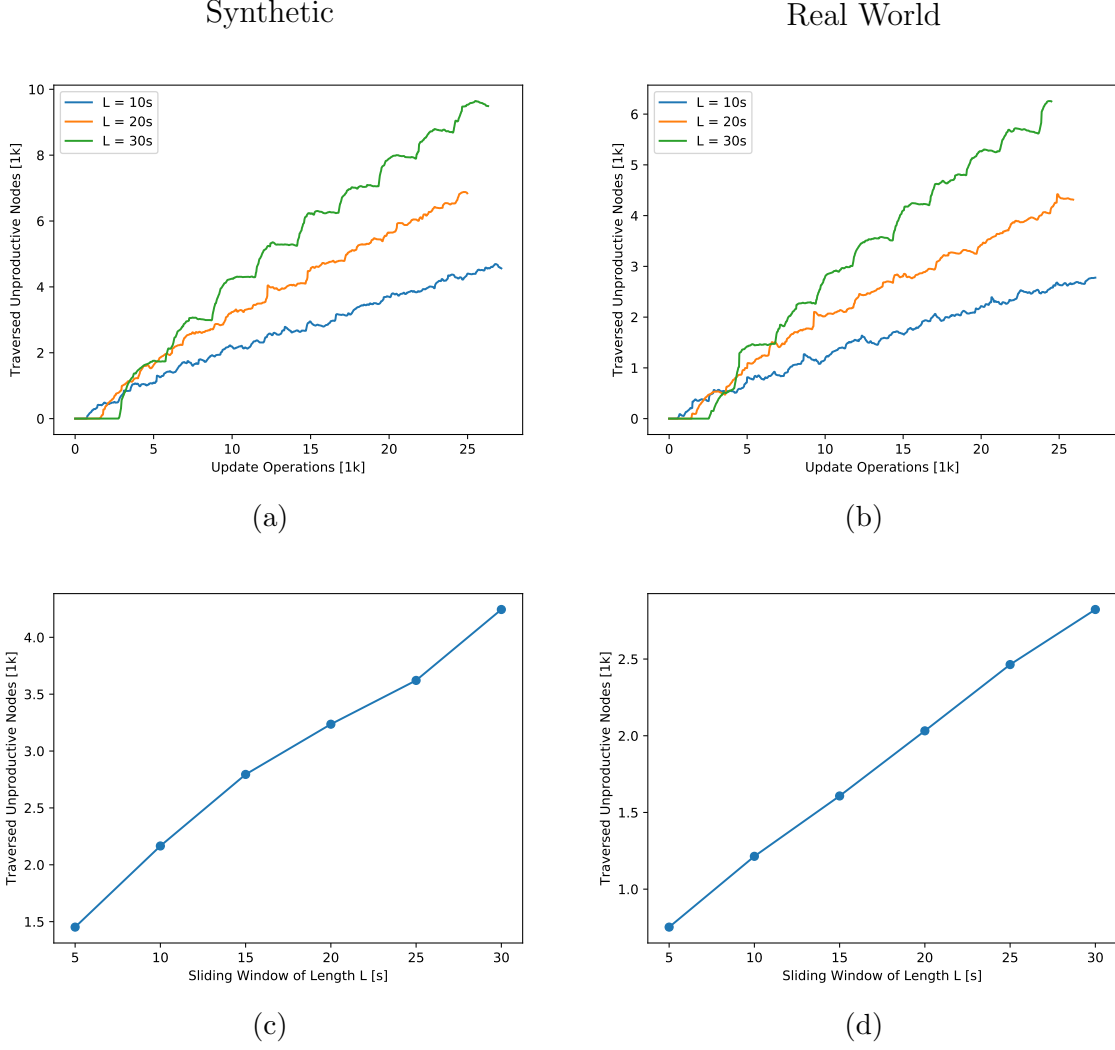 Synthetic
Real World
10
8
6
4
2
0
Traversed Unproductive Nodes [1k]
L = 10s
L = 20s
L = 30s
0 5 10 15 20 25
Update Operations [1k]
(a)
6
5
4
3
2
1
0
Traversed Unproductive Nodes [1k]
L = 10s
L = 20s
L = 30s
0 5 10 15 20 25
Update Operations [1k]
(b)
4.0
3.5
3.0
2.5
2.0
1.5
Traversed Unproductive Nodes [1k]
5 10 15 20 25 30
Sliding Window of Length L [s]
(c)
2.5
2.0
1.5
1.0
Traversed Unproductive Nodes [1k]
5 10 15 20 25 30
Sliding Window of Length L [s]
(d)